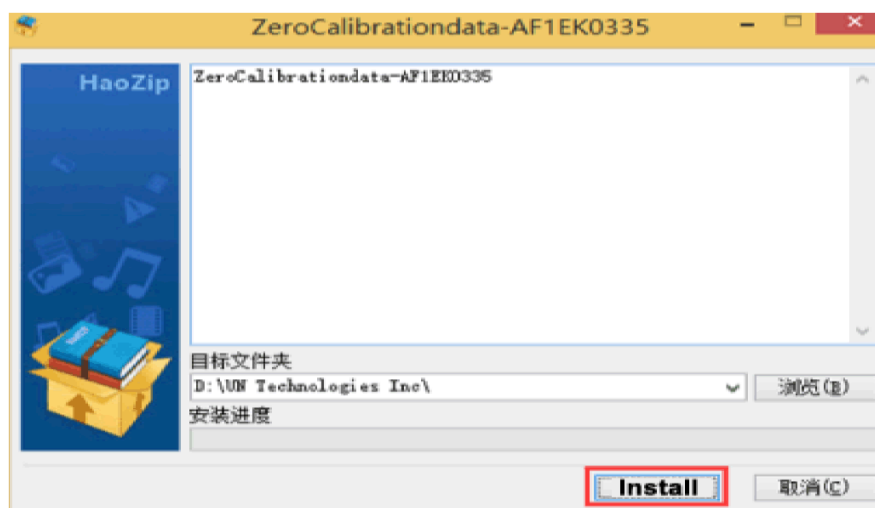 ZeroCalibrationdata-AF1EK0335
HaoZip
ZeroCalibrationdata-AF1EK0335
目标文件夹
D:\UN Technologies Inc\
浏览(B)
安装进度
Install
取消(C)